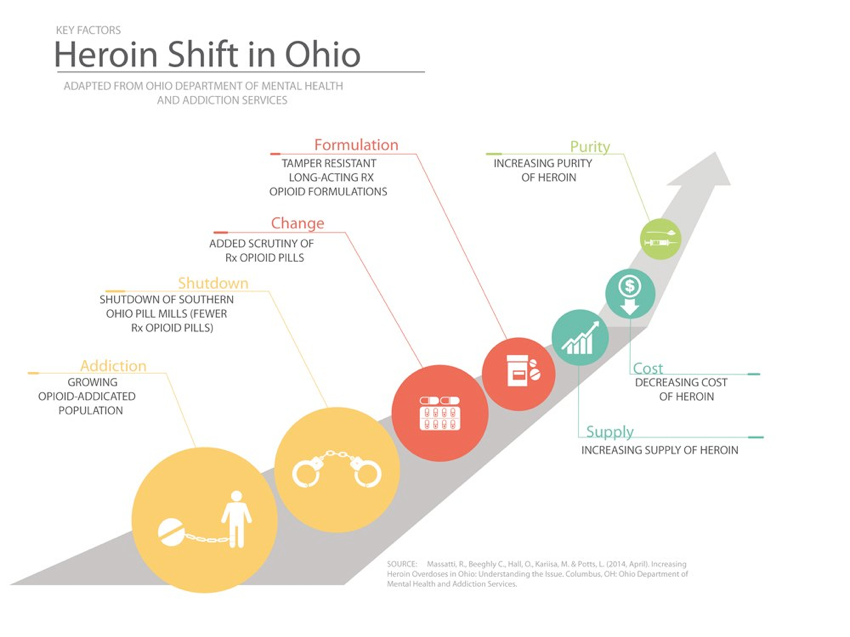 KEY FACTORS
Heroin Shift in Ohio
ADAPTED FROM OHIO DEPARTMENT OF MENTAL HEALTH
AND ADDICTION SERVICES
Formulation
TAMPER RESISTANT
LONG-ACTING RX
OPIOID FORMULATIONS
Purity
INCREASING PURITY
OF HEROIN
Change
ADDED SCRUTINY OF
Rx OPIOID PILLS
Shutdown
SHUTDOWN OF SOUTHERN
OHIO PILL MILLS (FEWER
Rx OPIOID PILLS)
Addiction
GROWING
OPIOID-ADDICATED
POPULATION
$
Cost
DECREASING COST
OF HEROIN
Supply
INCREASING SUPPLY OF HEROIN
SOURCE: Massatti, R., Beeghly C., Hall, O., Kariisa, M. & Potts, L. (2014, April). Increasing
Heroin Overdoses in Ohio: Understanding the Issue. Columbus, OH: Ohio Department of
Mental Health and Addiction Services.